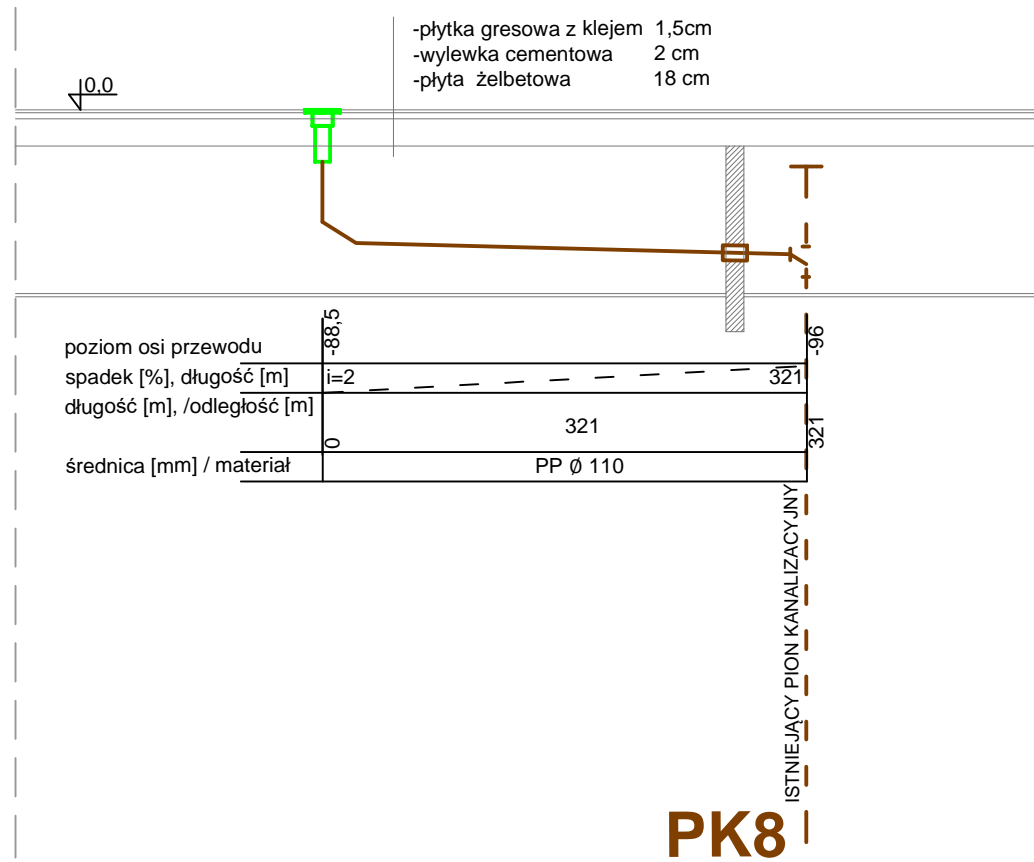 -płytka gresowa z klejem 1,5cm
-wylewka cementowa 2 cm
-płyta żelbetowa 18 cm
0,0
-88,5
-96
poziom osi przewodu
spadek [%], długość [m] i=2 321
długość [m], /odległość [m]
321
0
321
średnica [mm] / materiał PP Ø 110
ISTNIEJĄCY PION KANALIZACYJNY
PK8